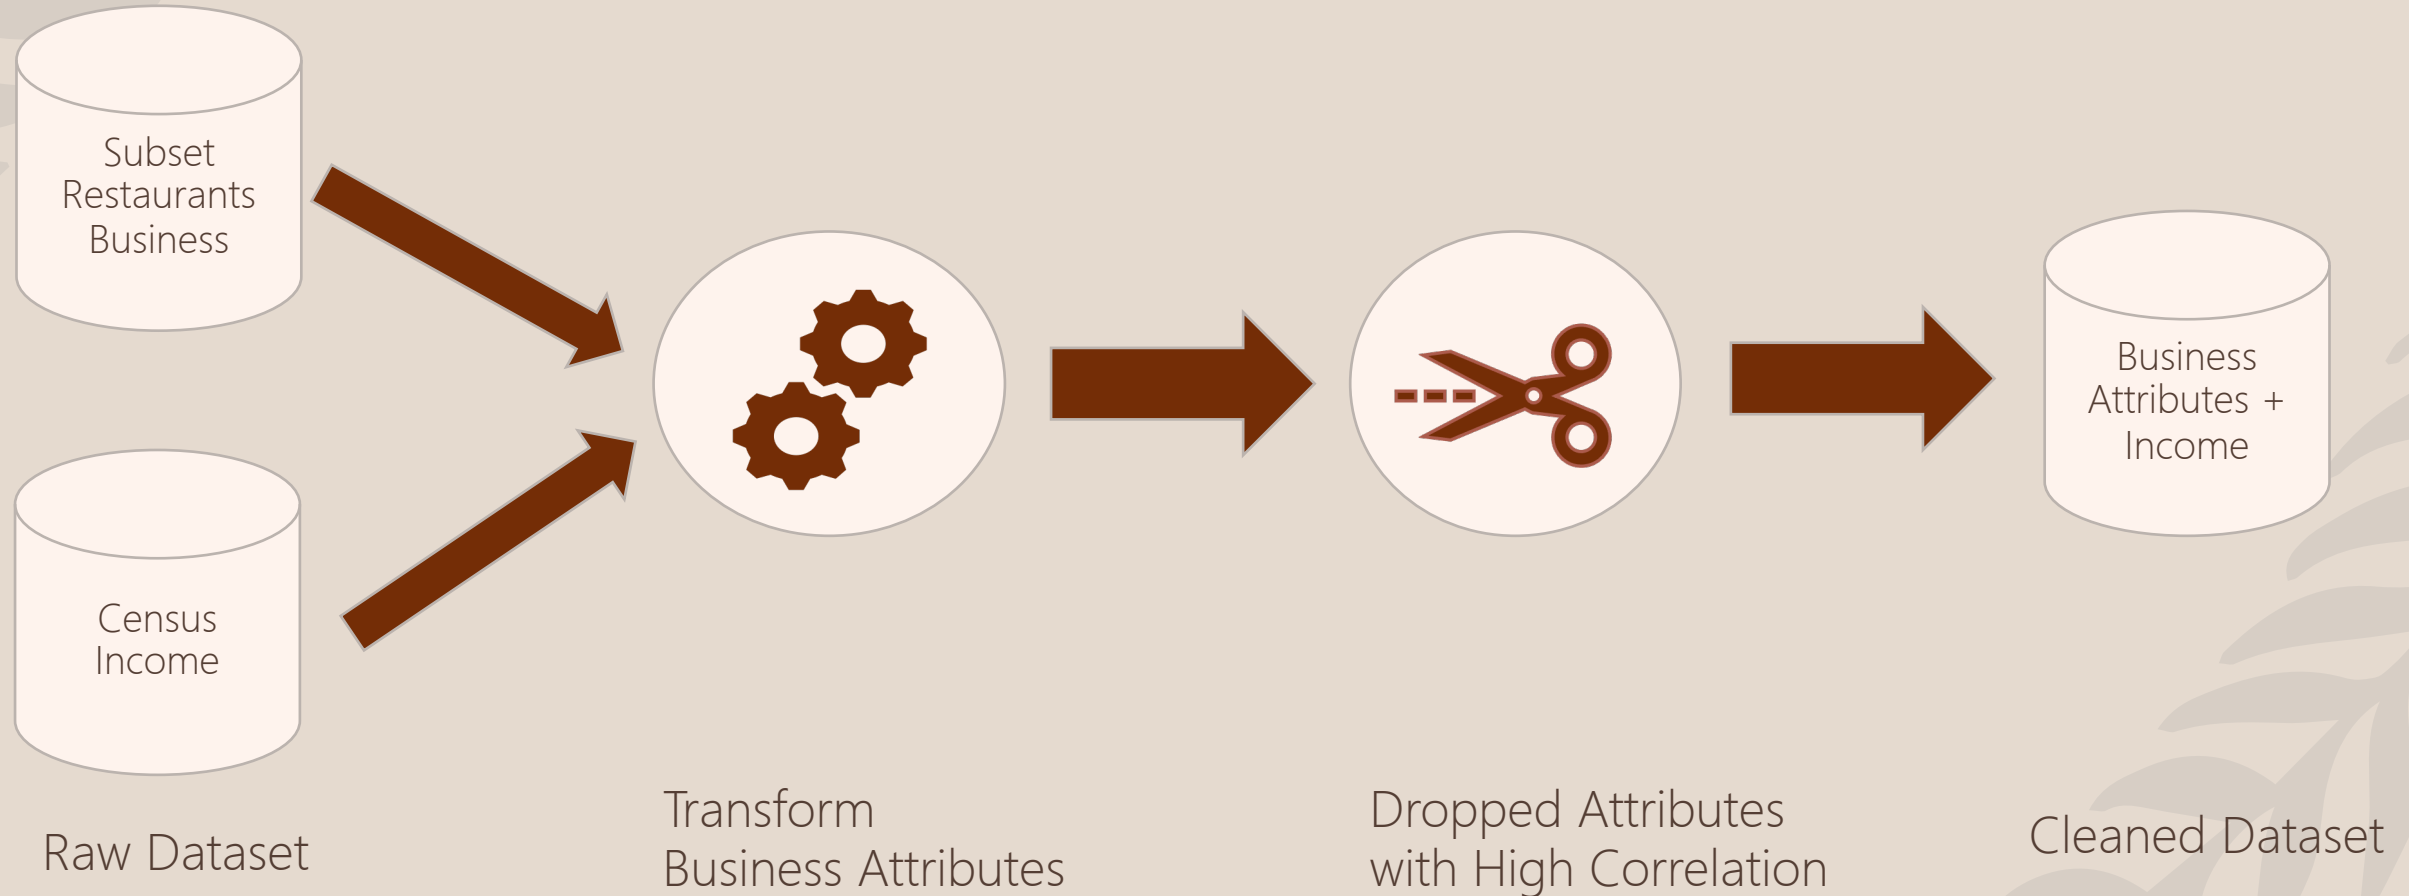 Subset
Restaurants
Business
Census
Income
Business
Attributes +
Income
Raw Dataset
Transform
Business Attributes
Dropped Attributes
with High Correlation
Cleaned Dataset